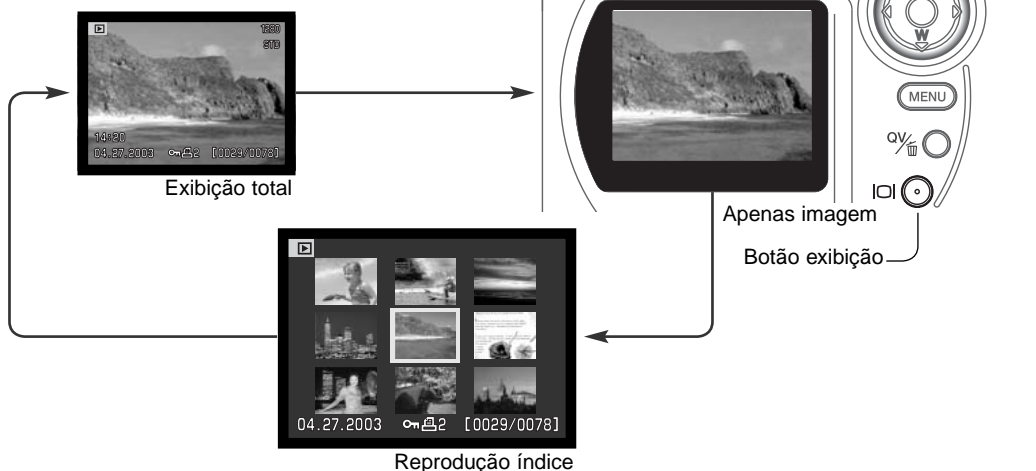 1280
STD
14:20
04.27.2003 2 [0029/0078]
Exibição total
W
MENU
QV/
Apenas imagem
Botão exibição
04.27.2003 2 [0029/0078]
Reprodução índice